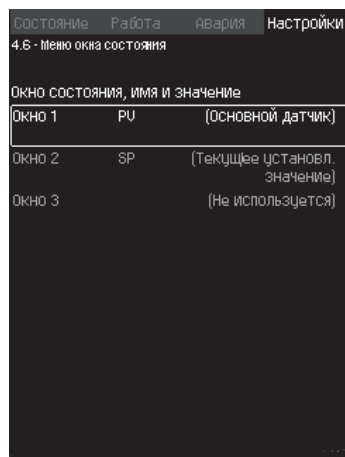 Состояние Работа Авария Настройки
4.6 - Меню окна состояния
Окно состояния, имя и значение
Окно 1 PV (Основной датчик)
Окно 2 SP (Текущее установл.
значение)
Окно 3 (Не используется)